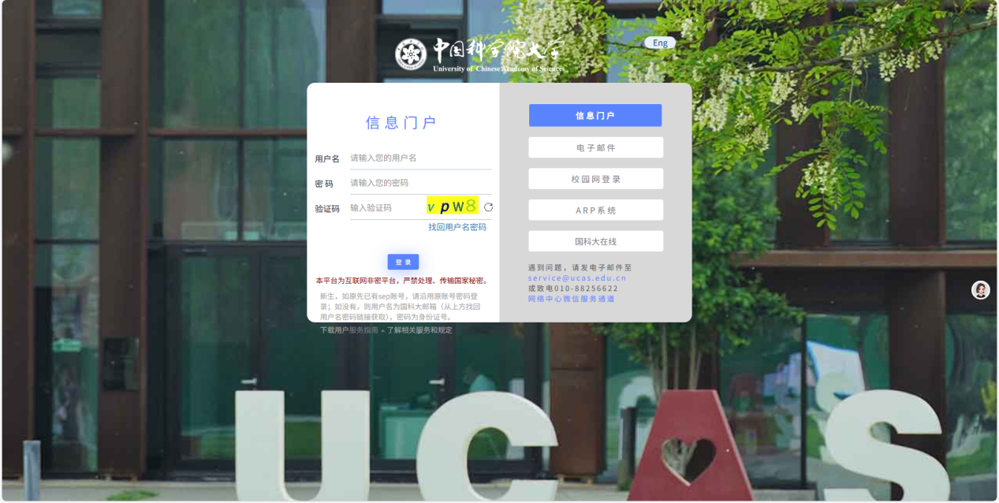 中国科学院大学
University of Chinese Academy of Sciences
Eng
信息门户
用户名 请输入您的用户名
密码 请输入您的密码
验证码 输入验证码 vpW8
找回用户名密码
登录
本平台为互联网非密平台，严禁处理、传输国家秘密。
新生，如原先已有sep账号，请沿用原账号密码登
录；如没有，则用户名为国科大邮箱（从上方找回
用户名密码链接获取），密码为身份证号。
下载用户服务指南 - 了解相关服务和规定
信息门户
电子邮件
校园网登录
ARP系统
国科大在线
遇到问题，请发电子邮件至
service@ucas.edu.cn
或致电010-88256622
网络中心微信服务通道
UCAS